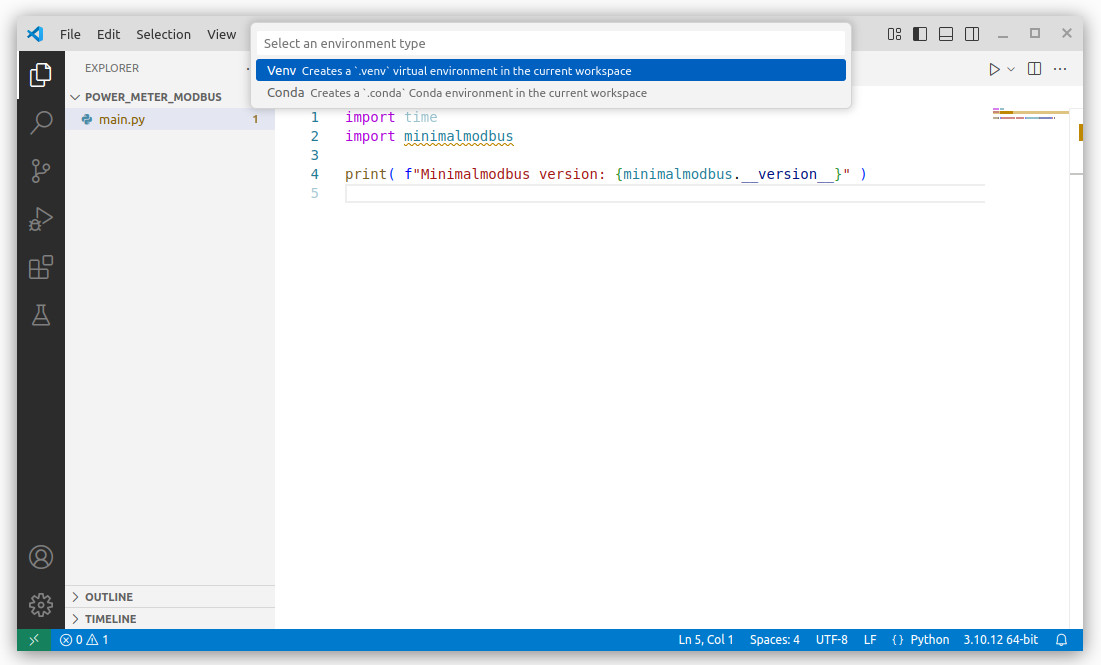 File Edit Selection View
Select an environment type
Venv Creates a `.venv` virtual environment in the current workspace
Conda Creates a `.conda` Conda environment in the current workspace
EXPLORER
POWER_METER_MODBUS
main.py 1
1 import time
2 import minimalmodbus
3
4 print( f"Minimalmodbus version: {minimalmodbus.__version__}" )
5
OUTLINE
TIMELINE
0 1 Ln 5, Col 1 Spaces: 4 UTF-8 LF {} Python 3.10.12 64-bit